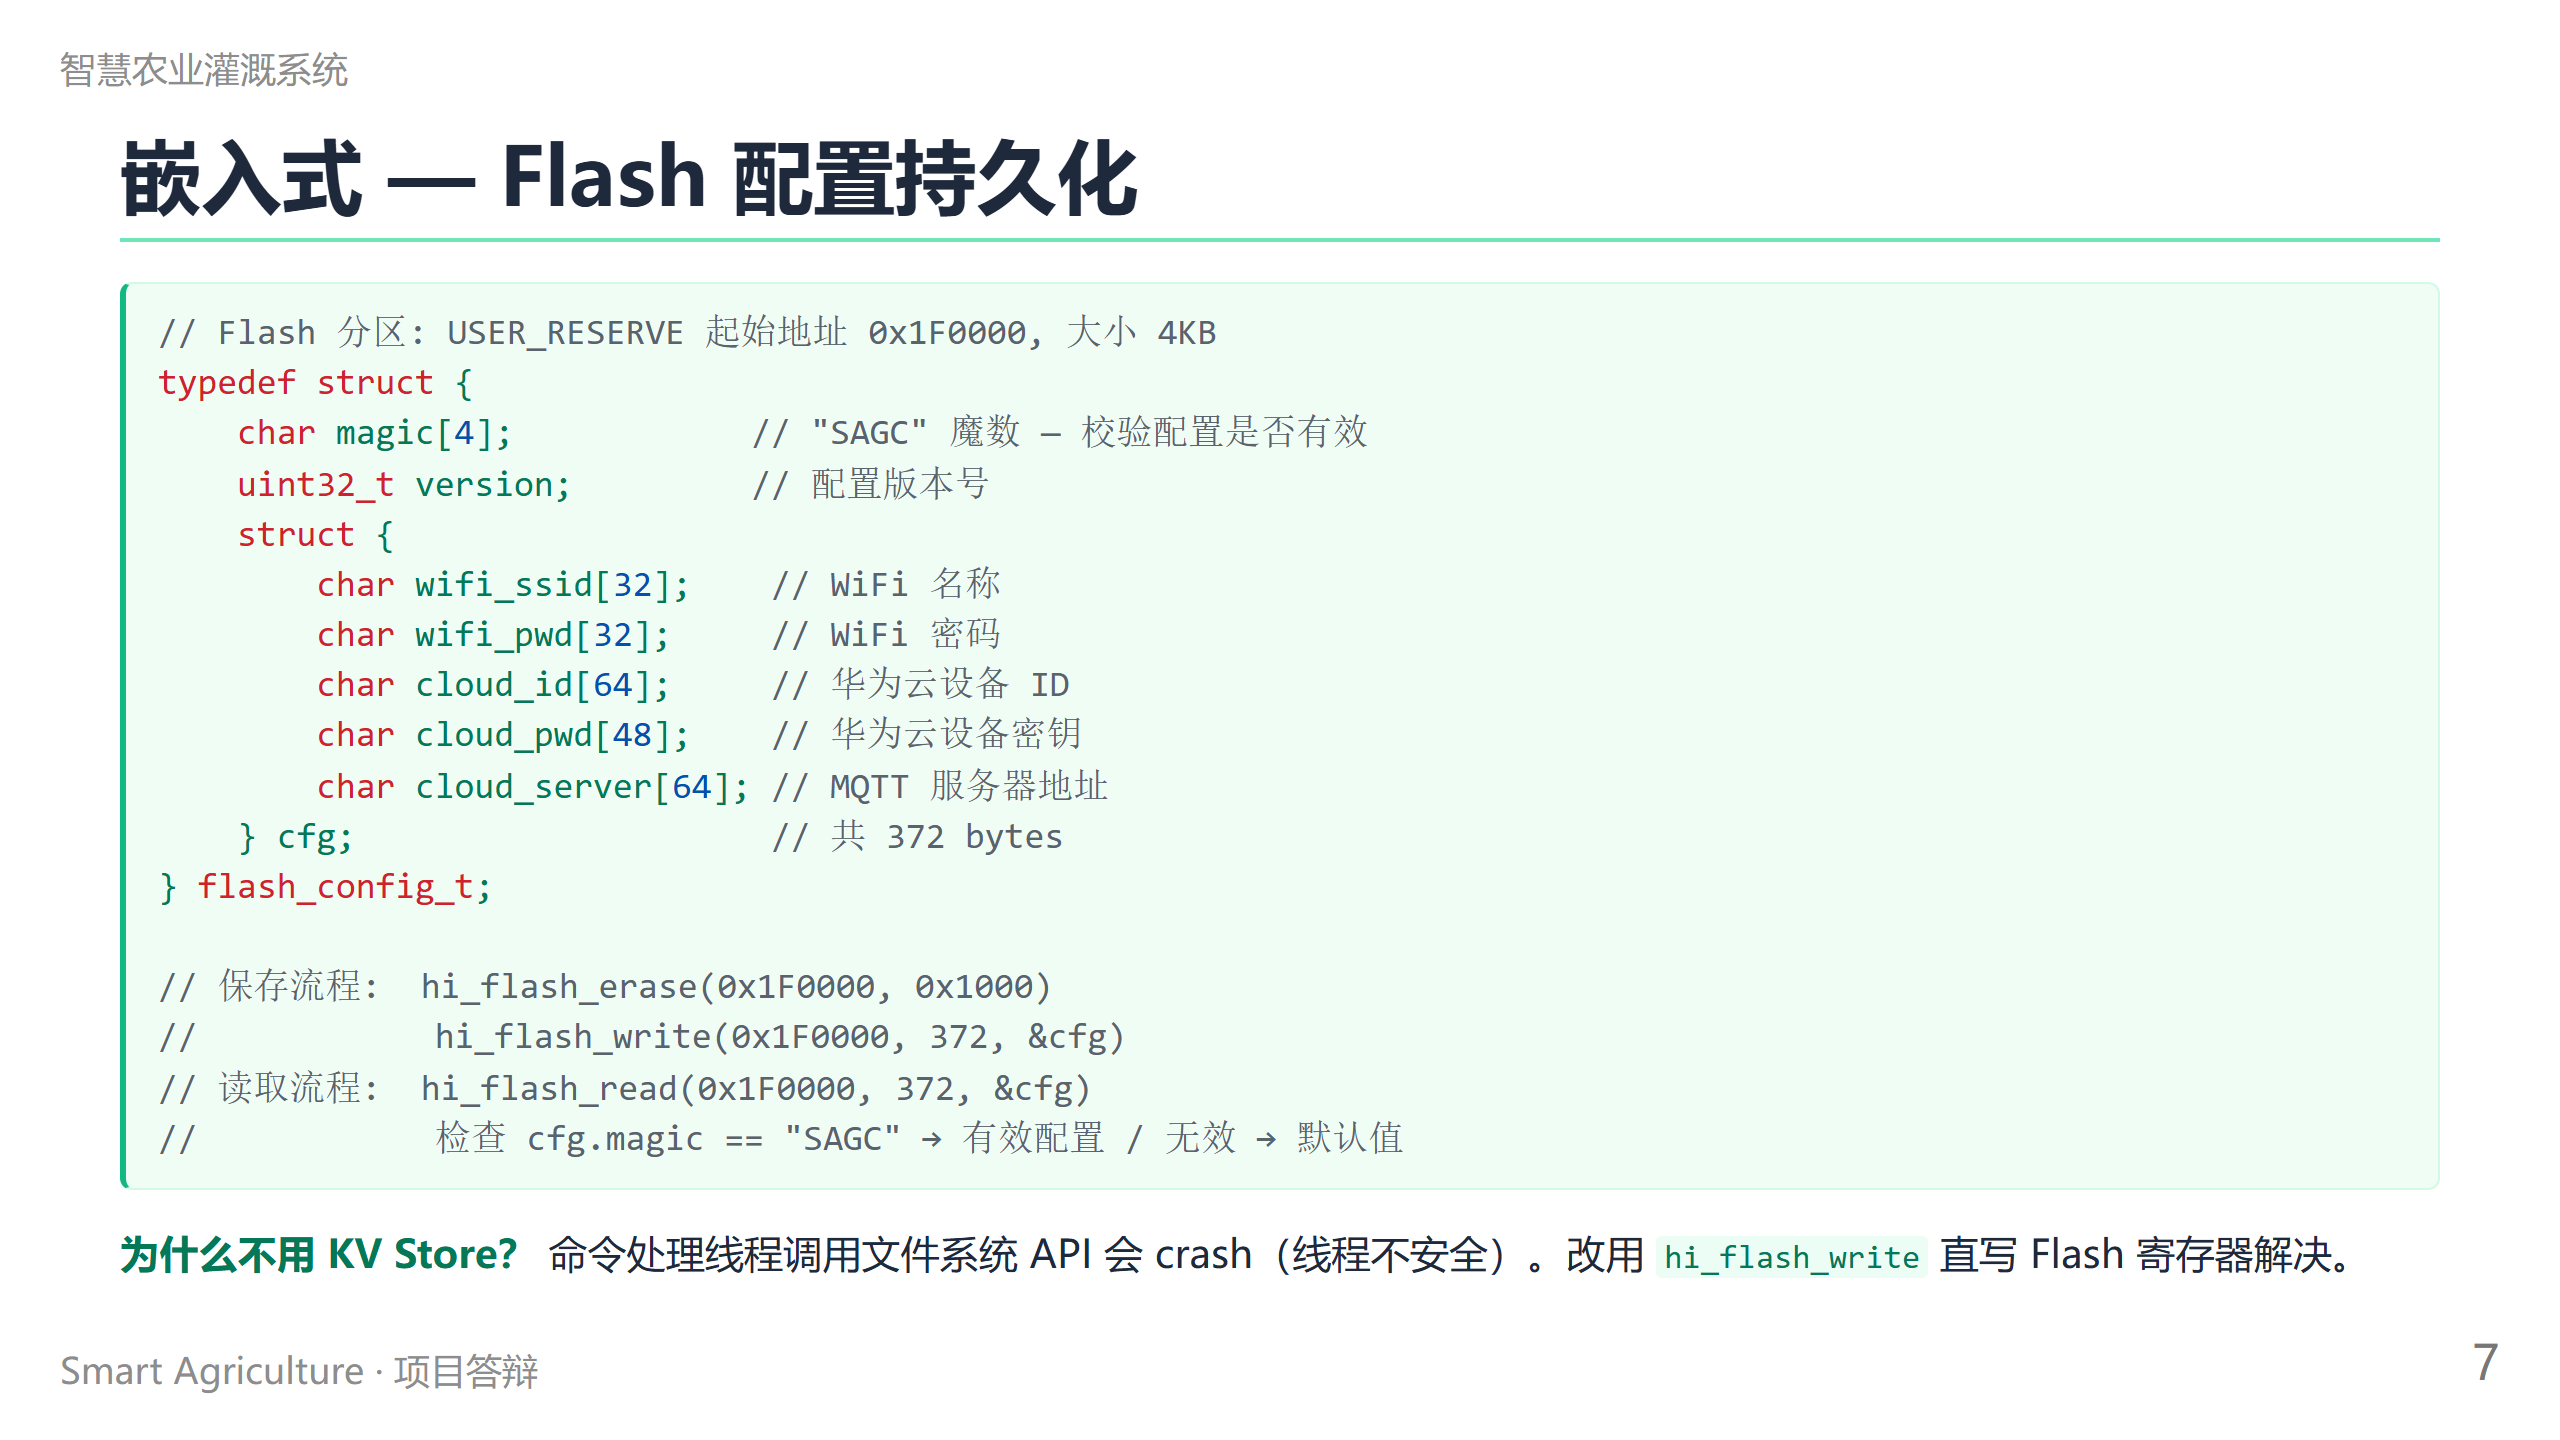 智慧农业灌溉系统
嵌入式 — Flash 配置持久化
// Flash 分区: USER_RESERVE 起始地址 0x1F0000, 大小 4KB
typedef struct {
    char magic[4];            // "SAGC" 魔数 — 校验配置是否有效
    uint32_t version;         // 配置版本号
    struct {
        char wifi_ssid[32];    // WiFi 名称
        char wifi_pwd[32];     // WiFi 密码
        char cloud_id[64];     // 华为云设备 ID
        char cloud_pwd[48];    // 华为云设备密钥
        char cloud_server[64]; // MQTT 服务器地址
    } cfg;                     // 共 372 bytes
} flash_config_t;
// 保存流程:  hi_flash_erase(0x1F0000, 0x1000)
//            hi_flash_write(0x1F0000, 372, &cfg)
// 读取流程:  hi_flash_read(0x1F0000, 372, &cfg)
//            检查 cfg.magic == "SAGC" → 有效配置 / 无效 → 默认值
为什么不用 KV Store? 命令处理线程调用文件系统 API 会 crash（线程不安全）。改用 hi_flash_write 直写 Flash 寄存器解决。
Smart Agriculture · 项目答辩
7